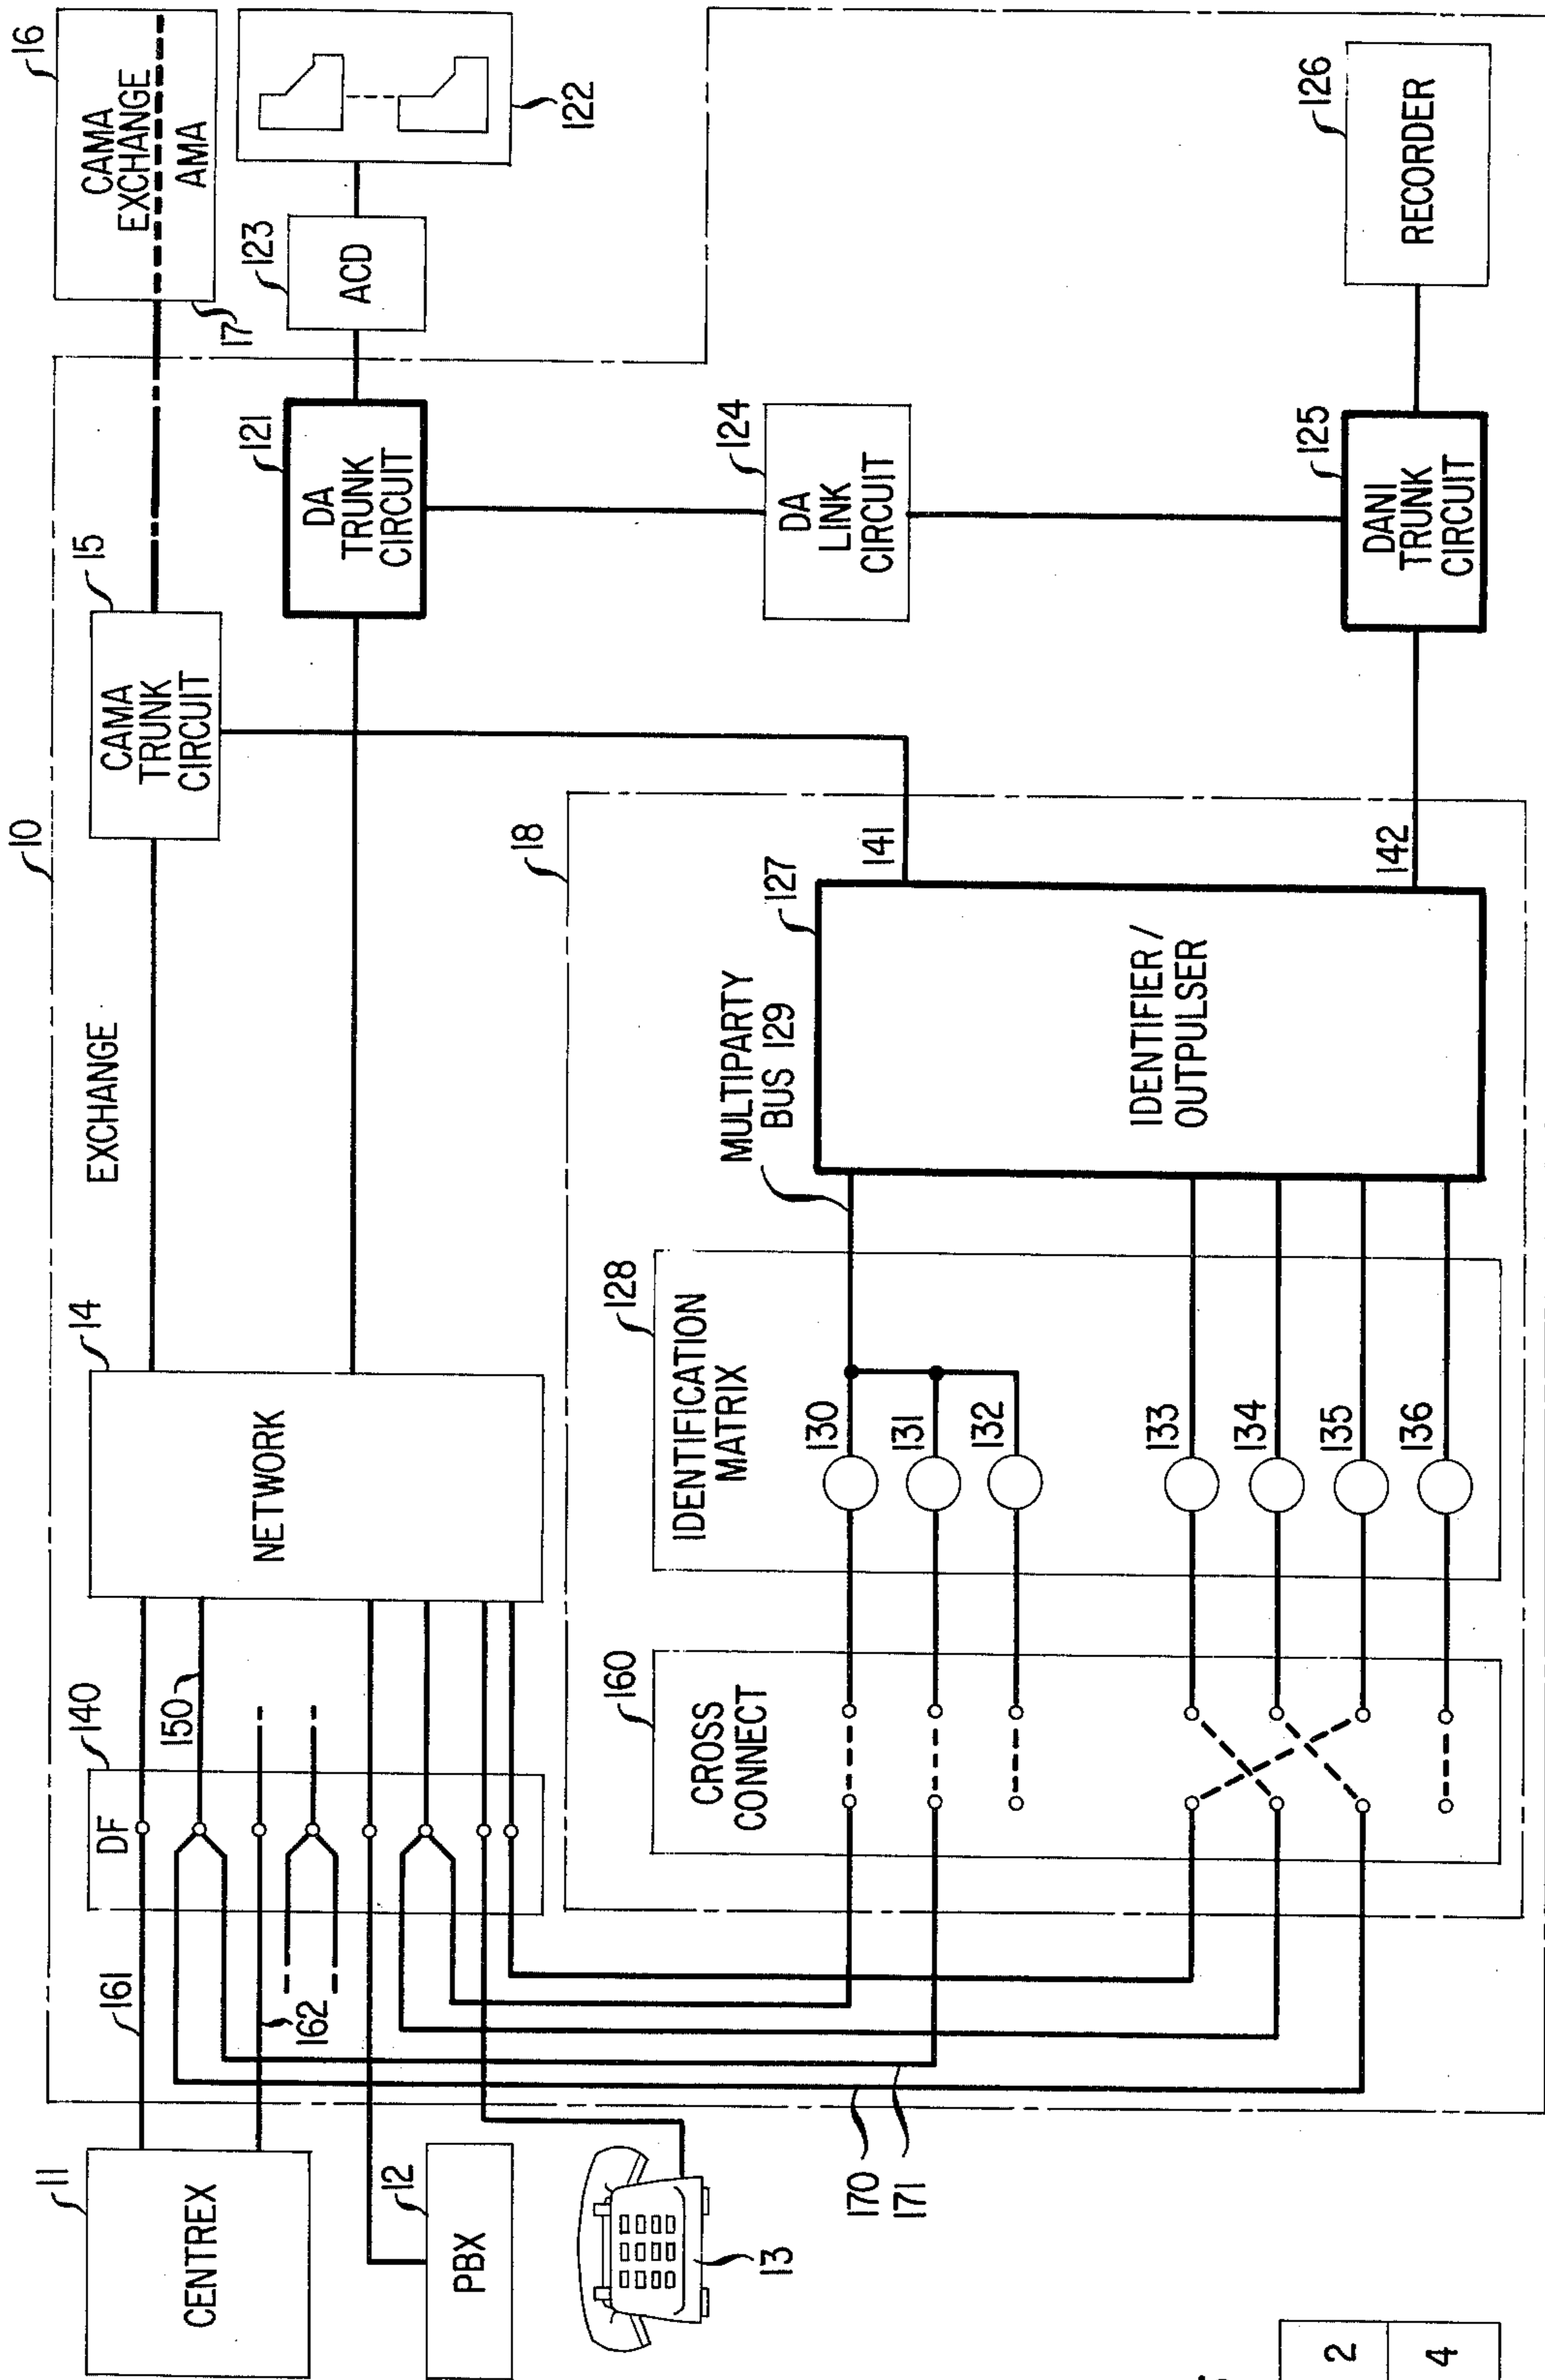 10
EXCHANGE
11
CENTREX
12
PBX
13
161
162
170
171
140
DF
150
14
NETWORK
15
CAMA
TRUNK
CIRCUIT
16
CAMA
EXCHANGE
AMA
17
121
DA
TRUNK
CIRCUIT
123
ACD
122
124
DA
LINK
CIRCUIT
125
DANI
TRUNK
CIRCUIT
126
RECORDER
18
160
CROSS
CONNECT
128
IDENTIFICATION
MATRIX
130
131
132
133
134
135
136
MULTIPARTY
BUS 129
127
IDENTIFIER/
OUTPULSER
141
142
2
4